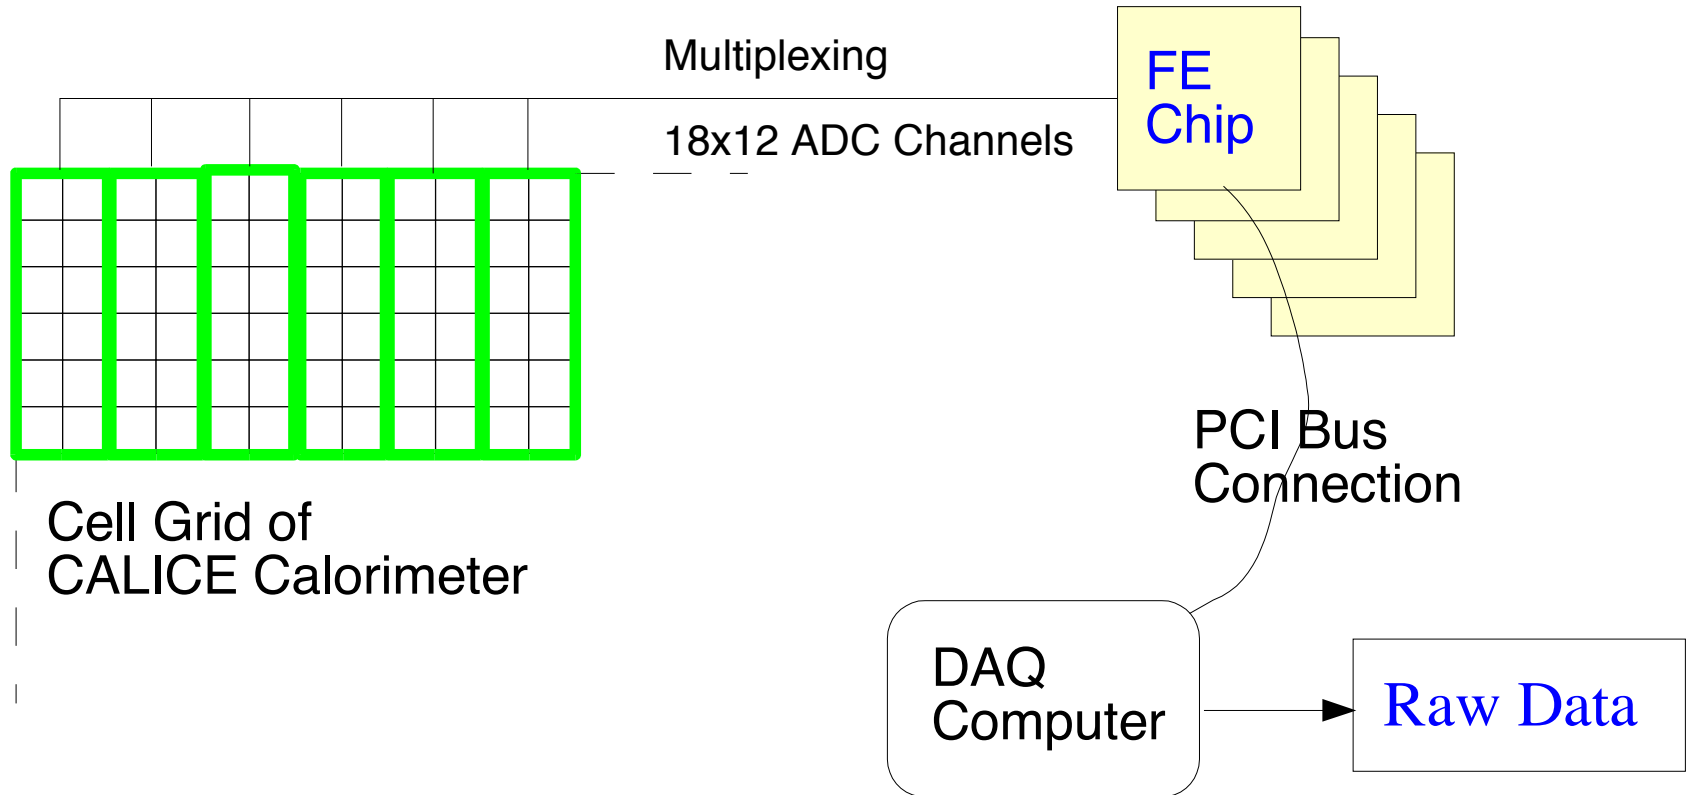 Multiplexing
18x12 ADC Channels
FE
Chip
PCI Bus
Connection
Cell Grid of
CALICE Calorimeter
DAQ
Computer
Raw Data